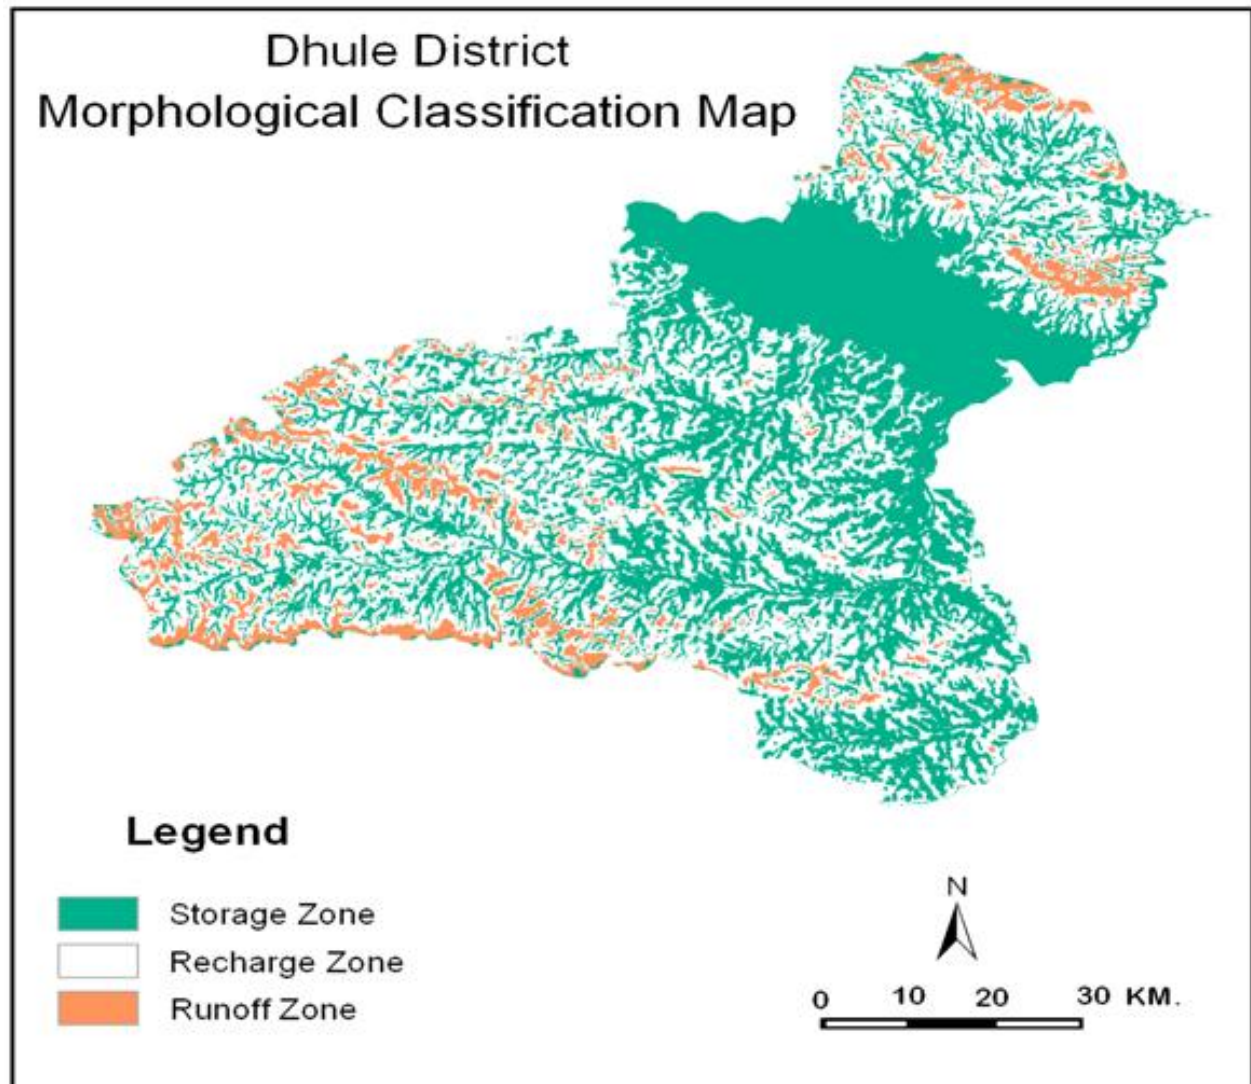 Dhule District
Morphological Classification Map
Legend
Storage Zone
Recharge Zone
Runoff Zone
N
0 10 20 30 KM.